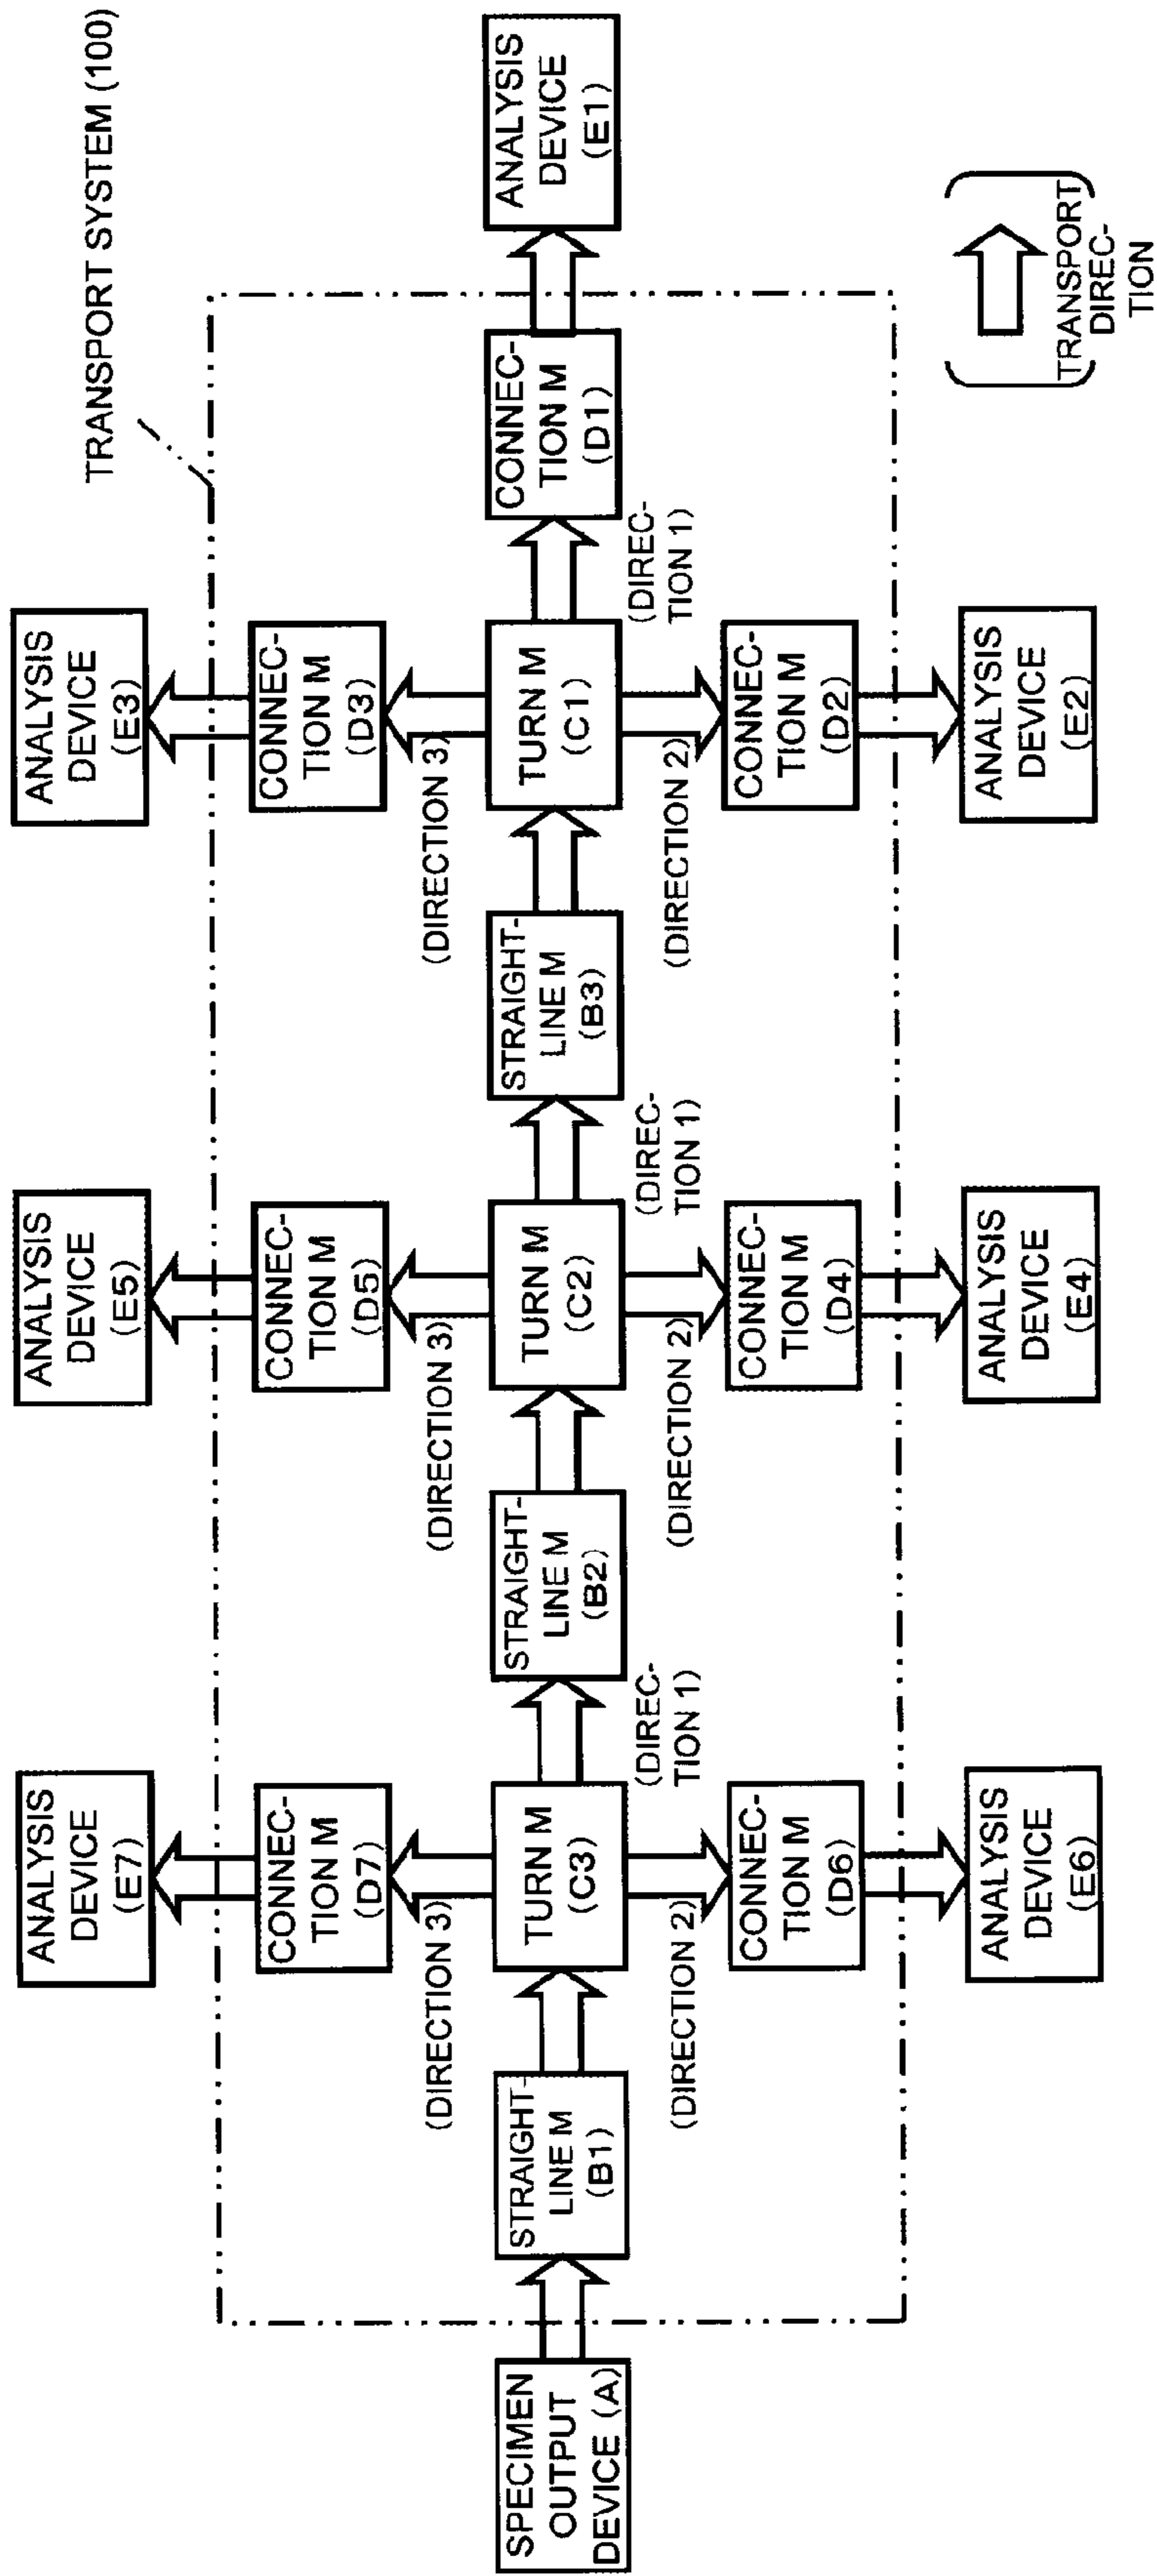 TRANSPORT SYSTEM (100)
ANALYSIS
DEVICE
(E7)
ANALYSIS
DEVICE
(E5)
ANALYSIS
DEVICE
(E3)
CONNEC-
TION M
(D7)
CONNEC-
TION M
(D5)
CONNEC-
TION M
(D3)
(DIRECTION 3)
(DIRECTION 3)
(DIRECTION 3)
SPECIMEN
OUTPUT
DEVICE (A)
STRAIGHT-
LINE M
(B1)
TURN M
(C3)
STRAIGHT-
LINE M
(B2)
TURN M
(C2)
STRAIGHT-
LINE M
(B3)
TURN M
(C1)
CONNEC-
TION M
(D1)
ANALYSIS
DEVICE
(E1)
(DIREC-
TION 1)
(DIREC-
TION 1)
(DIREC-
TION 1)
(DIRECTION 2)
(DIRECTION 2)
(DIRECTION 2)
CONNEC-
TION M
(D6)
CONNEC-
TION M
(D4)
CONNEC-
TION M
(D2)
ANALYSIS
DEVICE
(E6)
ANALYSIS
DEVICE
(E4)
ANALYSIS
DEVICE
(E2)
TRANSPORT
DIREC-
TION